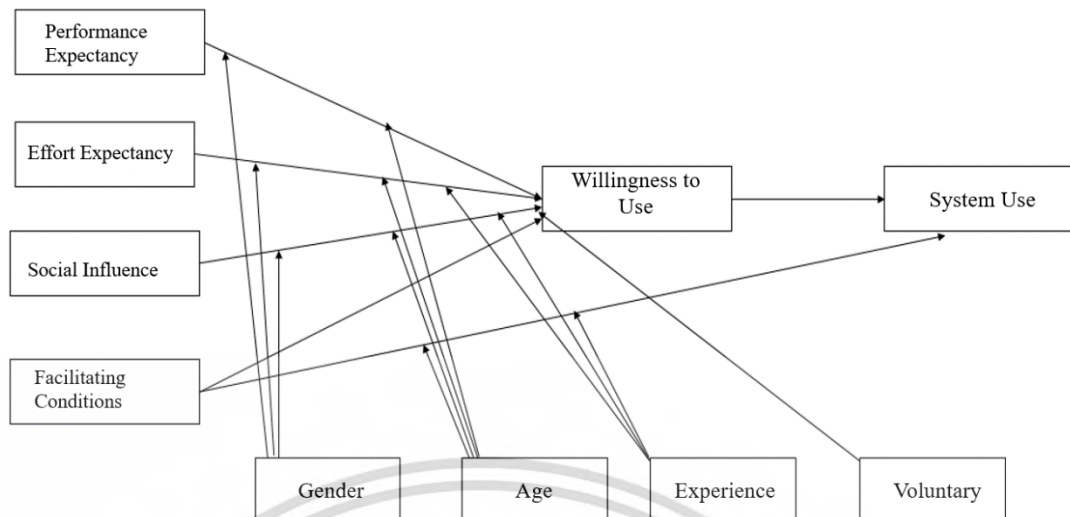 Performance
Expectancy
Effort Expectancy
Willingness to
Use
System Use
Social Influence
Facilitating
Conditions
Gender
Age
Experience
Voluntary